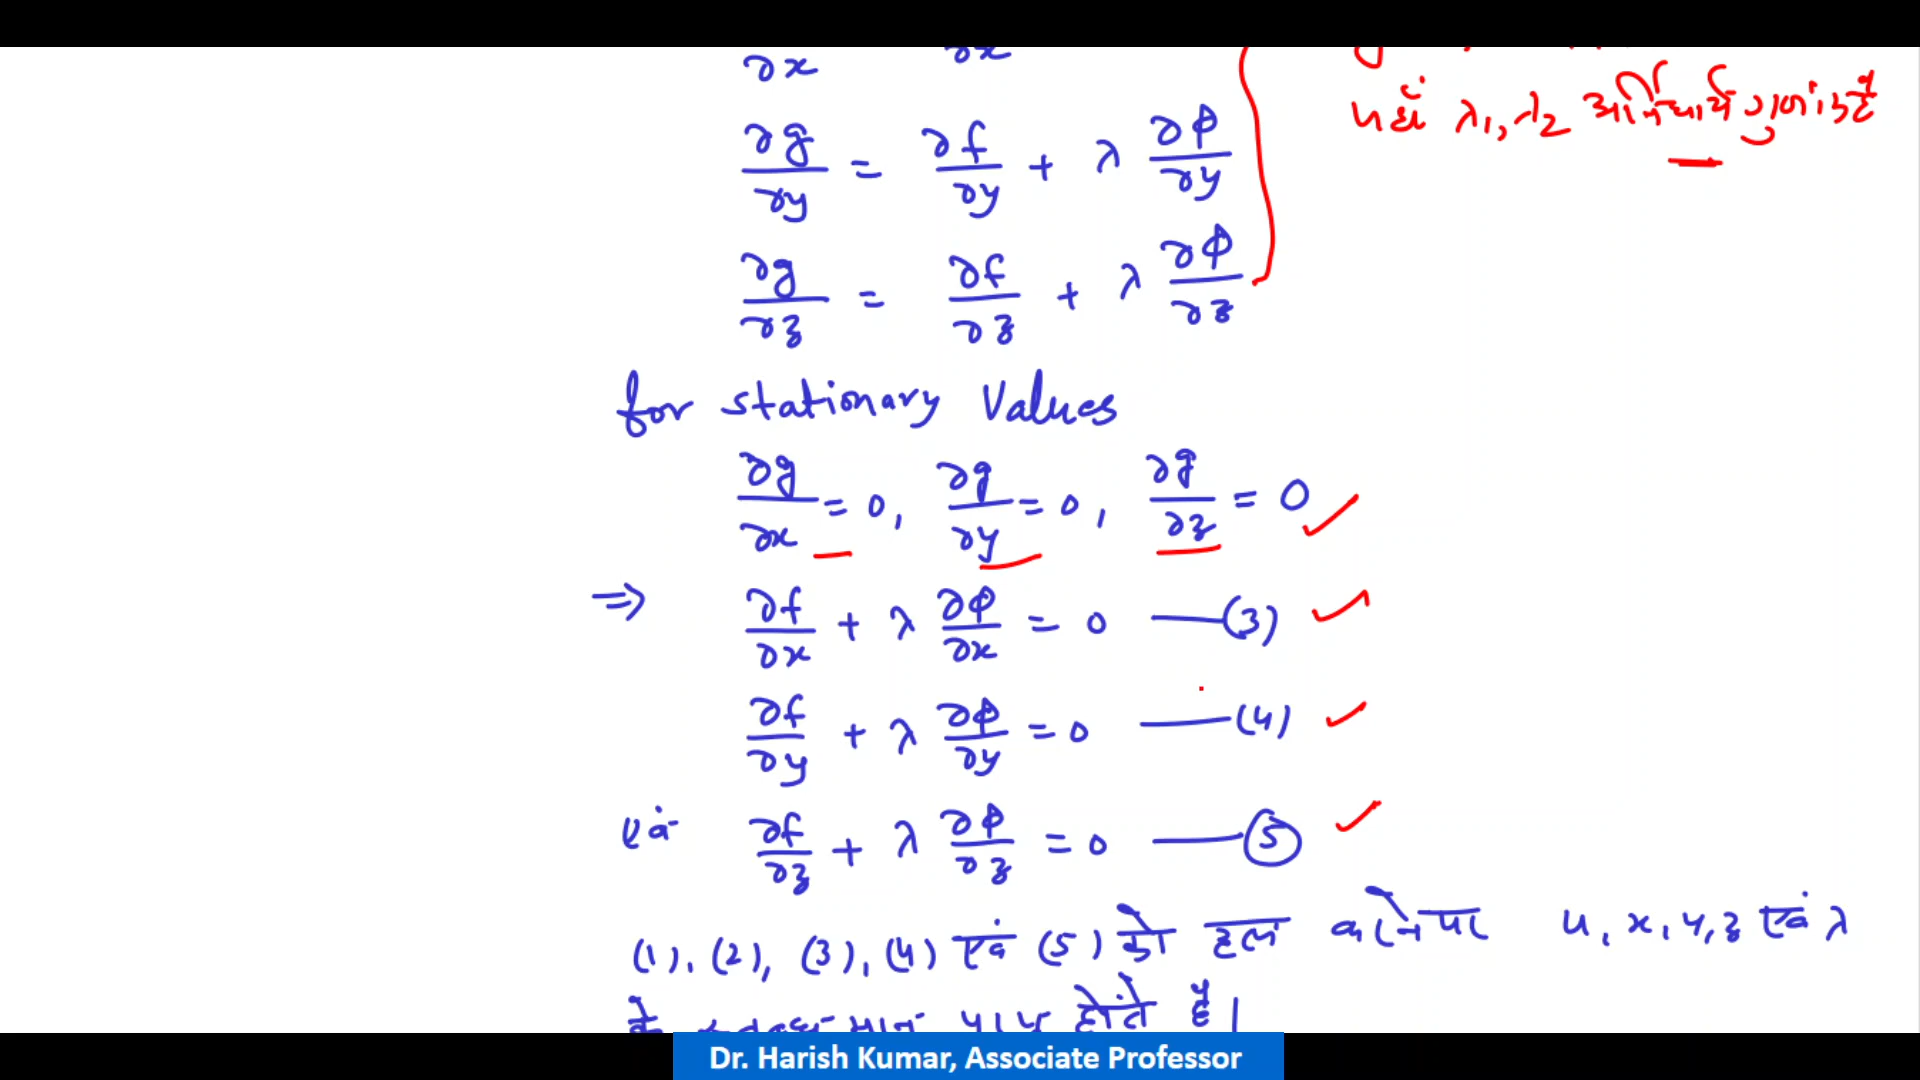 ∂x ∂x
यहाँ λ1, λ2 अनिवार्य गुणांक हैं
∂g/∂y = ∂f/∂y + λ ∂φ/∂y
∂g/∂z = ∂f/∂z + λ ∂φ/∂z
for stationary Values
∂g/∂x = 0, ∂g/∂y = 0, ∂g/∂z = 0
⇒ ∂f/∂x + λ ∂φ/∂x = 0 —(3)
∂f/∂y + λ ∂φ/∂y = 0 —(4)
एवं ∂f/∂z + λ ∂φ/∂z = 0 —(5)
(1), (2), (3), (4) एवं (5) को हल करने पर u, x, y, z एवं λ
के मान प्राप्त होते हैं।
Dr. Harish Kumar, Associate Professor